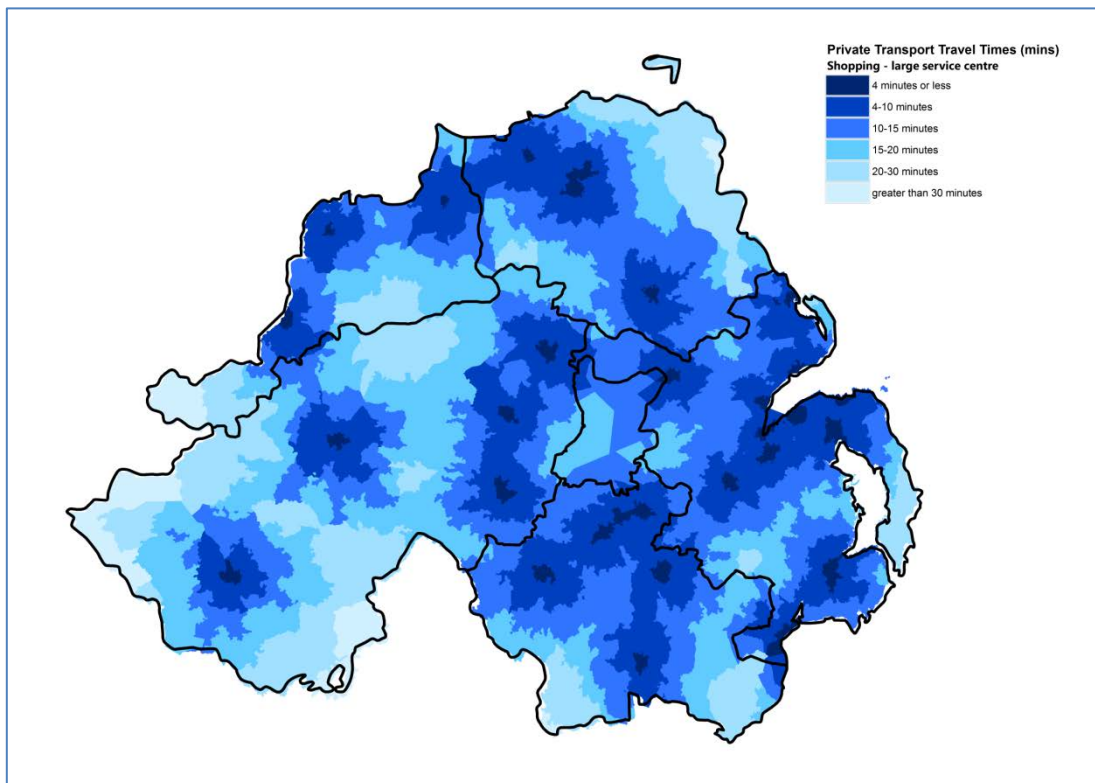 Private Transport Travel Times (mins)
Shopping - large service centre
4 minutes or less
4-10 minutes
10-15 minutes
15-20 minutes
20-30 minutes
greater than 30 minutes